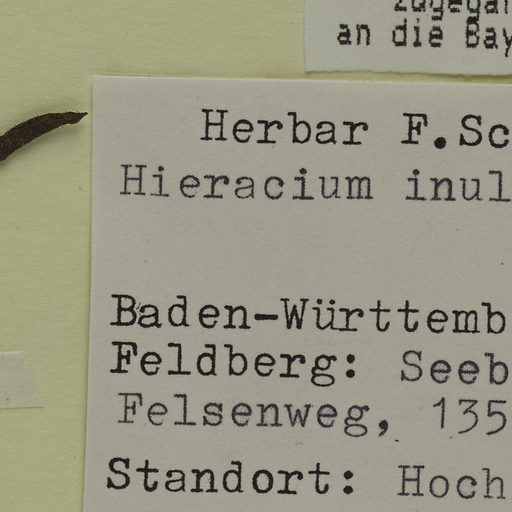 an die Bay
Herbar F.Sc
Hieracium inul
Baden-Württemb
Feldberg: Seeb
Felsenweg, 135
Standort: Hoch